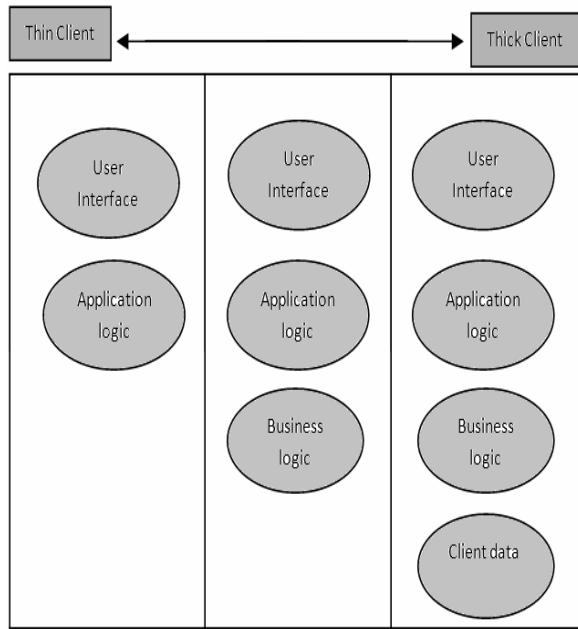 Thin Client
Thick Client
User
Interface
Application
logic
User
Interface
Application
logic
Business
logic
User
Interface
Application
logic
Business
logic
Client data